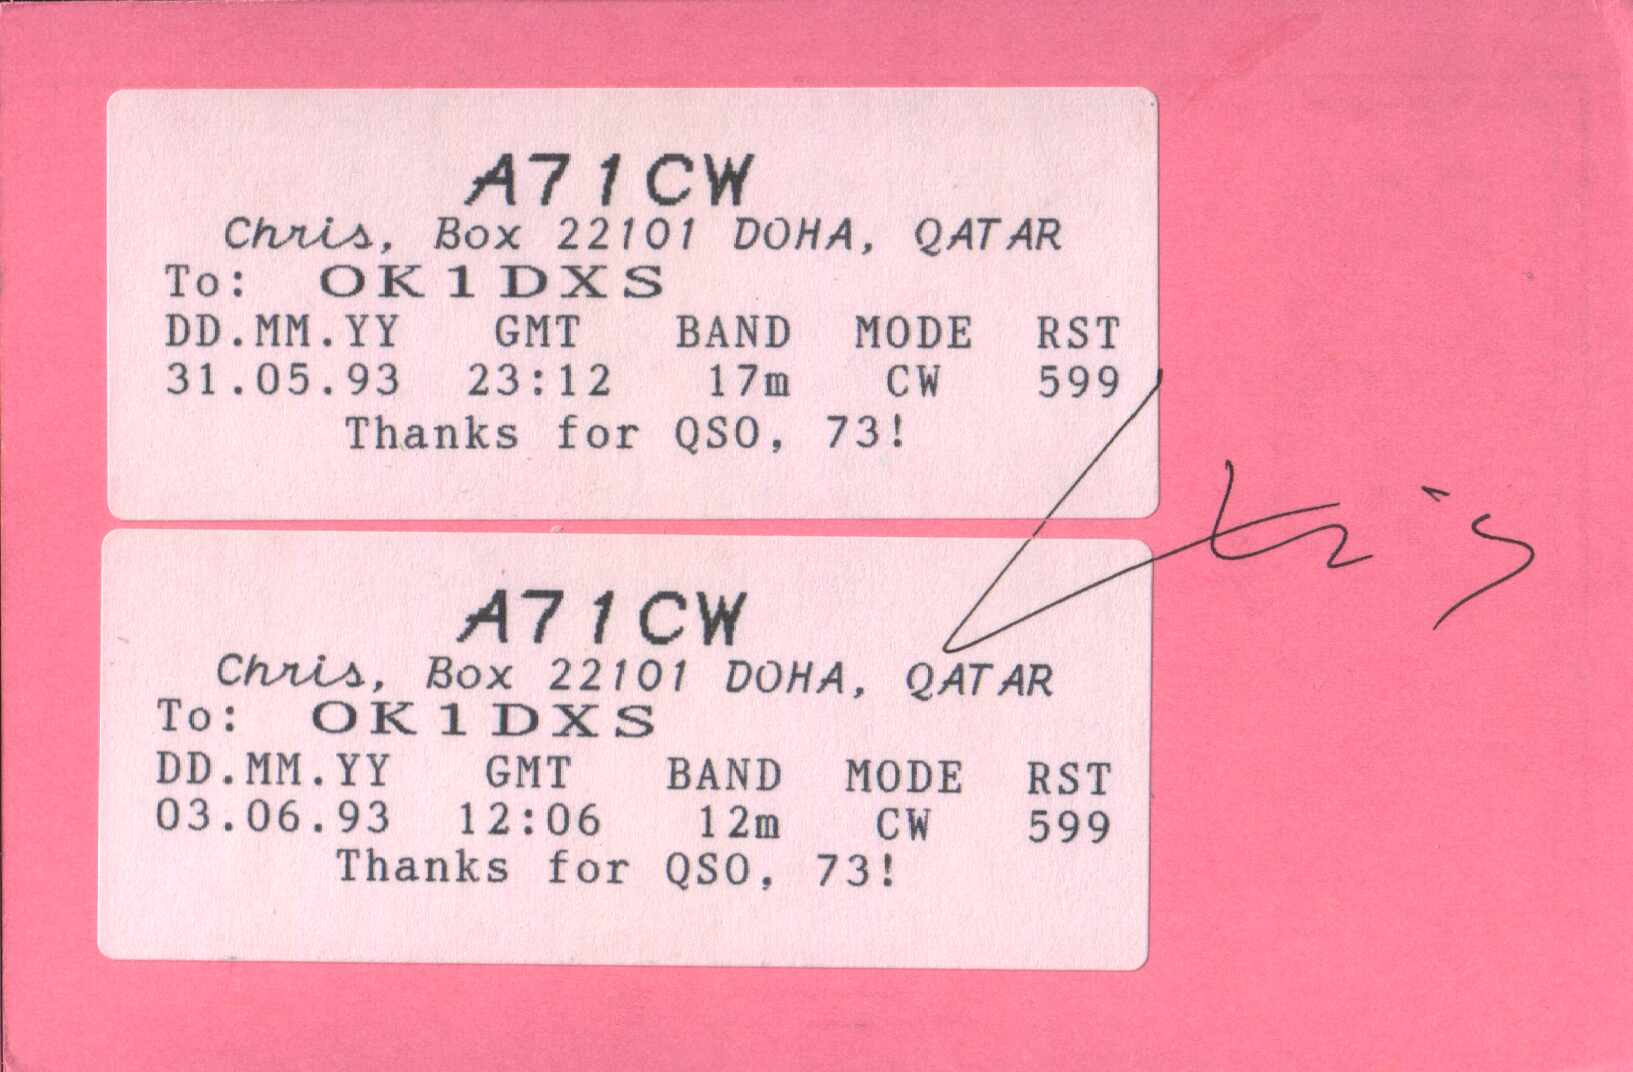 A71CW
Chris, Box 22101 DOHA, QATAR
To: OK1DXS
DD.MM.YY GMT BAND MODE RST
31.05.93 23:12 17m CW 599
Thanks for QSO, 73!
Chris
A71CW
Chris, Box 22101 DOHA, QATAR
To: OK1DXS
DD.MM.YY GMT BAND MODE RST
03.06.93 12:06 12m CW 599
Thanks for QSO, 73!